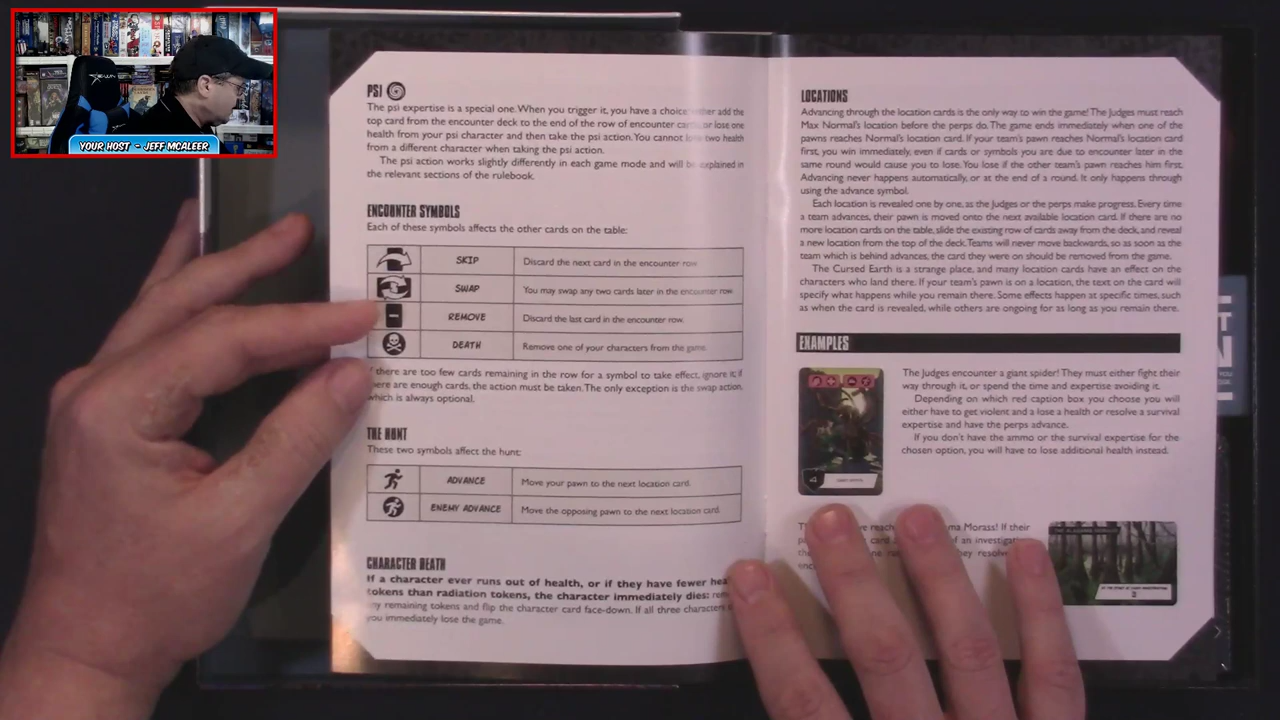 YOUR HOST - JEFF MCALEER
PSI
The psi expertise is a special one. When you trigger it, you have a choice: either add the
top card from the encounter deck to the end of the row of encounter cards, or lose one
health from your psi character and then take the psi action. You cannot lose two health
from a different character when taking the psi action.
The psi action works slightly differently in each game mode and will be explained in
the relevant sections of the rulebook.
ENCOUNTER SYMBOLS
Each of these symbols affects the other cards on the table:
SKIP Discard the next card in the encounter row.
SWAP You may swap any two cards later in the encounter row.
REMOVE Discard the last card in the encounter row.
DEATH Remove one of your characters from the game.
If there are too few cards remaining in the row for a symbol to take effect, ignore it; if
there are enough cards, the action must be taken. The only exception is the swap action,
which is always optional.
THE HUNT
These two symbols affect the hunt:
ADVANCE Move your pawn to the next location card.
ENEMY ADVANCE Move the opposing pawn to the next location card.
CHARACTER DEATH
If a character ever runs out of health, or if they have fewer
tokens than radiation tokens, the character immediately dies:
any remaining tokens and flip the character card face-down. If all three characters
you immediately lose the game.
LOCATIONS
Advancing through the location cards is the only way to win the game! The Judges must reach
Max Normal's location before the perps do. The game ends immediately when one of the
pawns reaches Normal's location card. If your team's pawn reaches Normal's location card
first, you win immediately, even if cards or symbols you are due to encounter later in the
same round would cause you to lose. You lose if the other team's pawn reaches him first.
Advancing never happens automatically, or at the end of a round. It only happens through
using the advance symbol.
Each location is revealed one by one, as the Judges or the perps make progress. Every time
a team advances, their pawn is moved onto the next available location card. If there are no
more location cards on the table, slide the existing row of cards away from the deck, and reveal
a new location from the top of the deck. Teams will never move backwards, so as soon as the
team which is behind advances, the card they were on should be removed from the game.
The Cursed Earth is a strange place, and many location cards have an effect on the
characters who land there. If your team's pawn is on a location, the text on the card will
specify what happens while you remain there. Some effects happen at specific times, such
as when the card is revealed, while others are ongoing for as long as you remain there.
EXAMPLES
The Judges encounter a giant spider! They must either fight their
way through it, or spend the time and expertise avoiding it.
Depending on which red caption box you choose you will
either have to get violent and a lose a health or resolve a survival
expertise and have the perps advance.
If you don't have the ammo or the survival expertise for the
chosen option, you will have to lose additional health instead.
reach Morass! If their
card of an investigation
they resolve